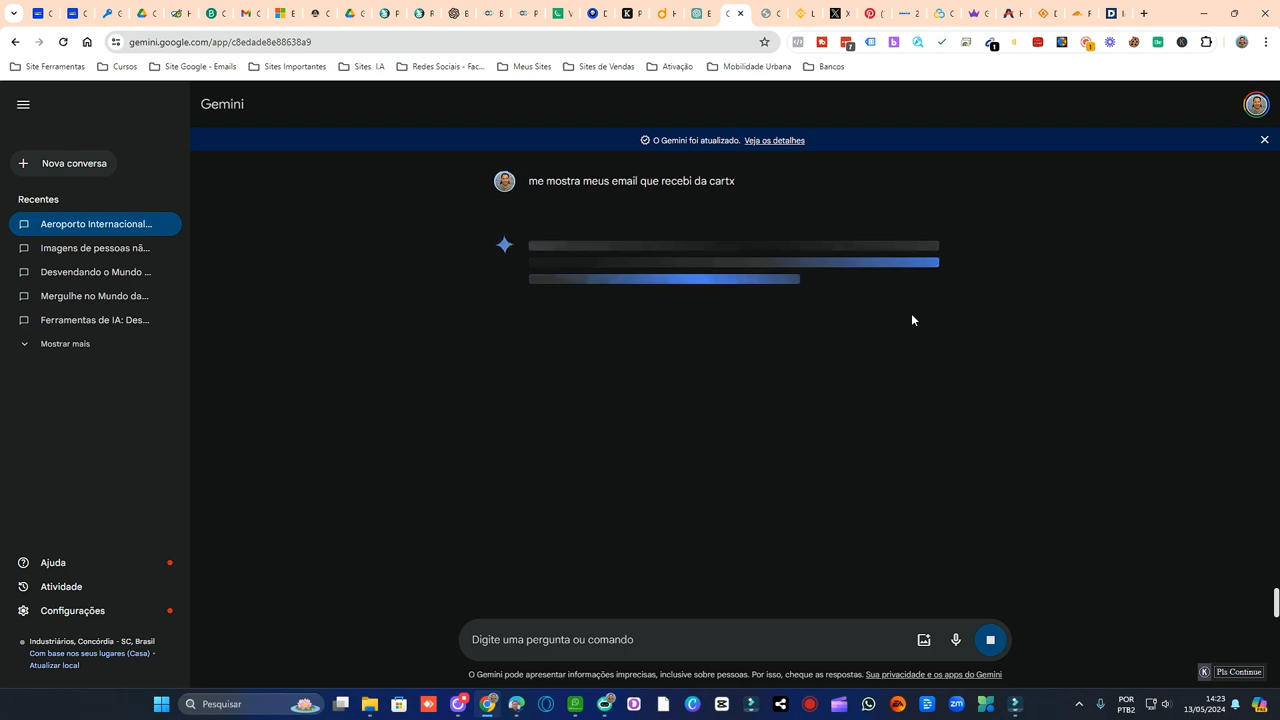 gemini.google.com/app/c8edade8e88638a9
Site Ferramentas
Cursos
Site Google - Emails
Sites Importantes
Sites I.A
Redes Sociais - Fac...
Meus Sites
Sites de Vendas
Ativação
Mobilidade Urbana
Bancos
Gemini
O Gemini foi atualizado. Veja os detalhes
Nova conversa
Recentes
Aeroporto Internacional...
Imagens de pessoas nã...
Desvendando o Mundo ...
Mergulhe no Mundo da...
Ferramentas de IA: Des...
Mostrar mais
me mostra meus email que recebi da cartx
Ajuda
Atividade
Configurações
Industriários, Concórdia - SC, Brasil
Com base nos seus lugares (Casa) •
Atualizar local
Digite uma pergunta ou comando
O Gemini pode apresentar informações imprecisas, inclusive sobre pessoas. Por isso, cheque as respostas. Sua privacidade e os apps do Gemini
Pls Continue
Pesquisar
POR
PTB2
14:23
13/05/2024